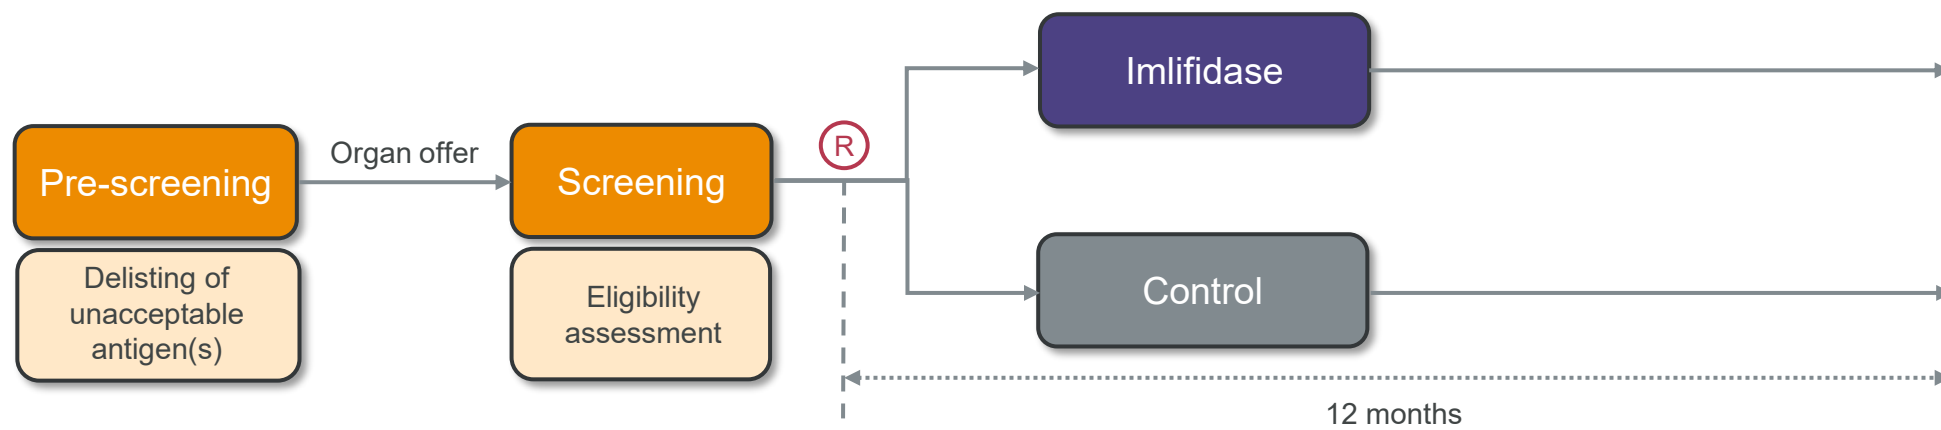 Pre-screening
Delisting of
unacceptable
antigen(s)
Organ offer
Screening
Eligibility
assessment
R
Imlifidase
Control
12 months